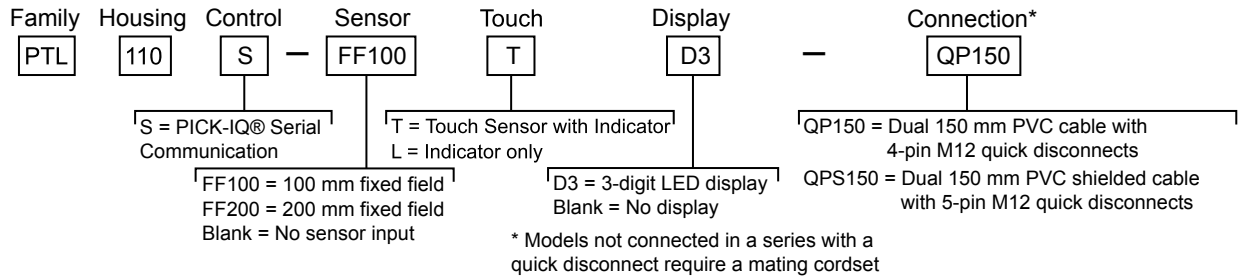 Family Housing Control Sensor Touch Display Connection*
PTL 110 S – FF100 T D3 – QP150
S = PICK-IQ® Serial
Communication
T = Touch Sensor with Indicator
L = Indicator only
QP150 = Dual 150 mm PVC cable with
4-pin M12 quick disconnects
QPS150 = Dual 150 mm PVC shielded cable
with 5-pin M12 quick disconnects
FF100 = 100 mm fixed field
FF200 = 200 mm fixed field
Blank = No sensor input
D3 = 3-digit LED display
Blank = No display
* Models not connected in a series with a
quick disconnect require a mating cordset